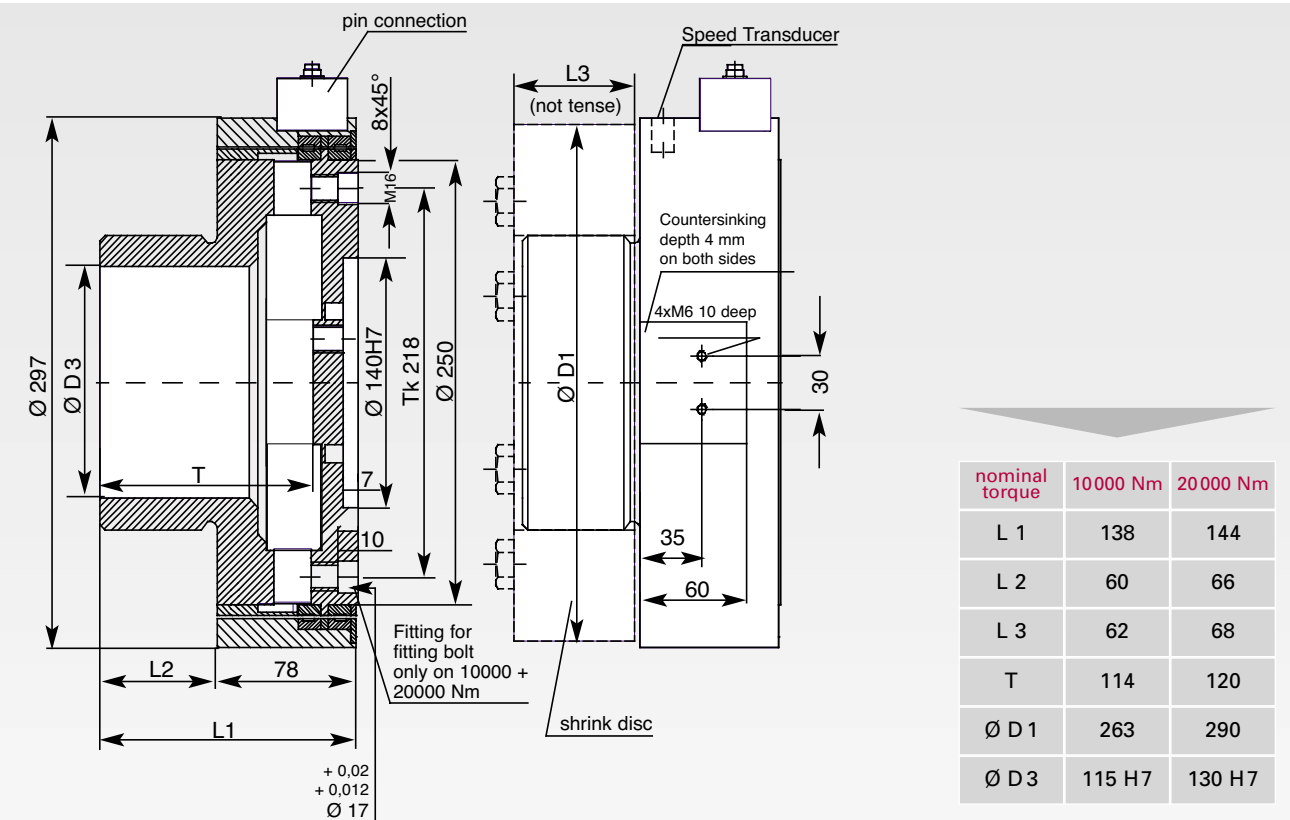 pin connection
Speed Transducer
L3
(not tense)
8x45°
M16
Countersinking
depth 4 mm
on both sides
4xM6 10 deep
Ø 297
Ø D3
Ø 140H7
Tk 218
Ø 250
Ø D1
30
T
7
10
35
60
Fitting for
fitting bolt
only on 10000 +
20000 Nm
L2
78
L1
shrink disc
+ 0,02
+ 0,012
Ø 17
nominal torque 10000 Nm 20000 Nm
L 1 138 144
L 2 60 66
L 3 62 68
T 114 120
Ø D1 263 290
Ø D3 115 H7 130 H7